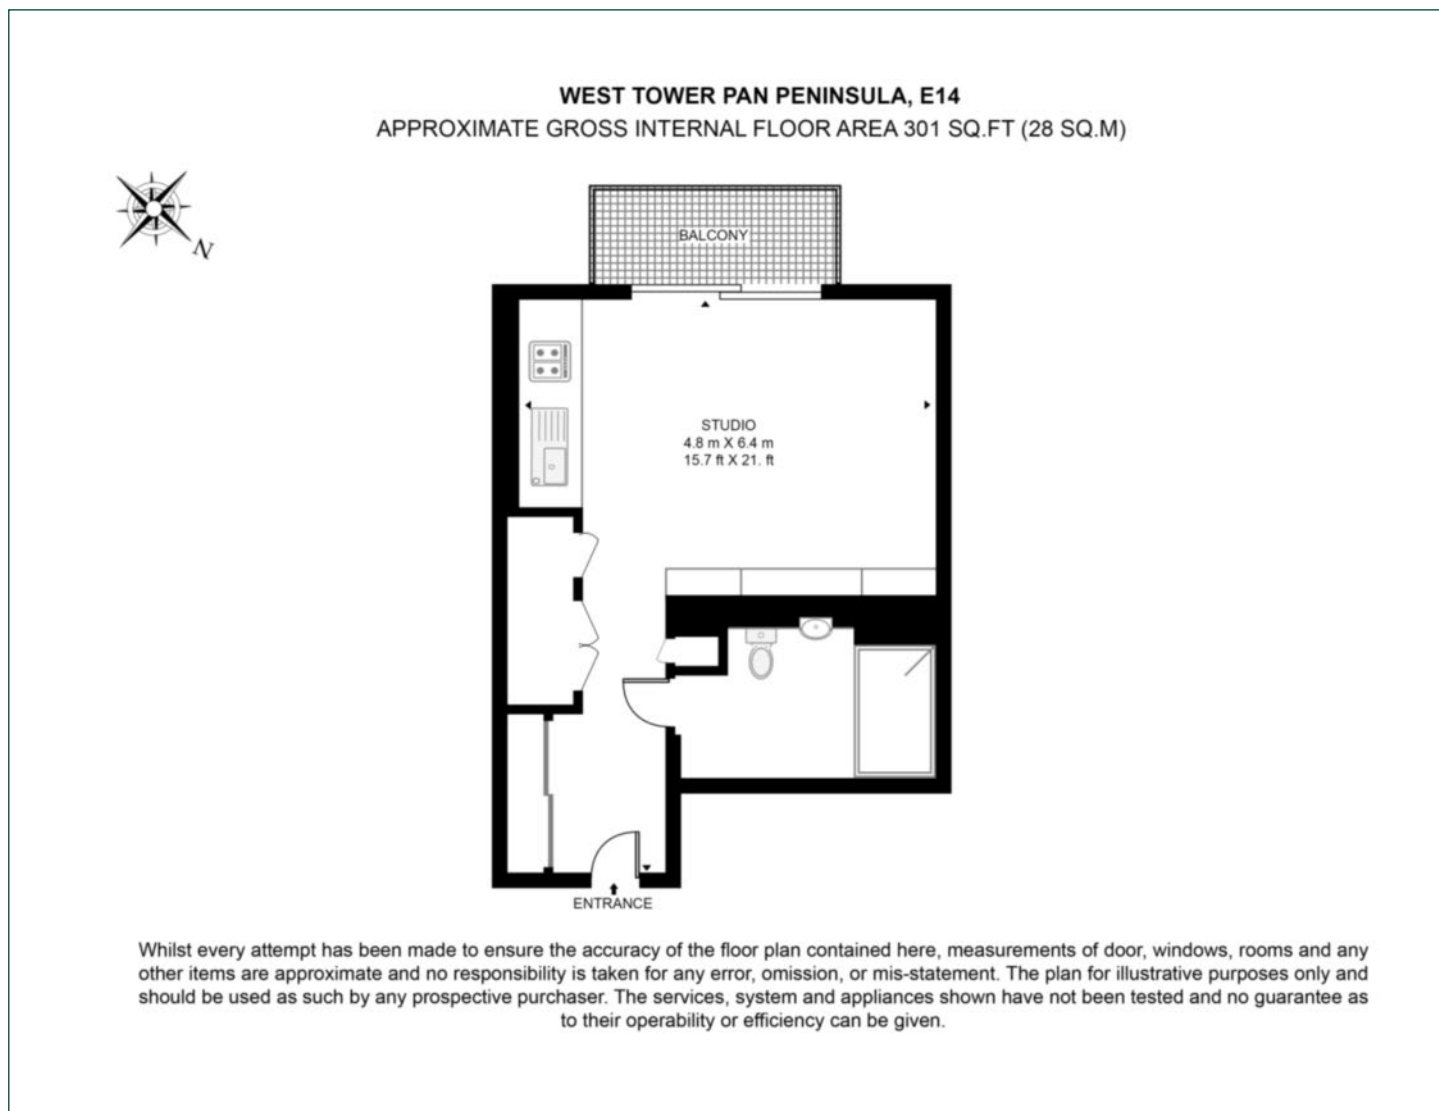 WEST TOWER PAN PENINSULA, E14
APPROXIMATE GROSS INTERNAL FLOOR AREA 301 SQ.FT (28 SQ.M)
N
BALCONY
STUDIO
4.8 m X 6.4 m
15.7 ft X 21. ft
ENTRANCE
Whilst every attempt has been made to ensure the accuracy of the floor plan contained here, measurements of door, windows, rooms and any
other items are approximate and no responsibility is taken for any error, omission, or mis-statement. The plan for illustrative purposes only and
should be used as such by any prospective purchaser. The services, system and appliances shown have not been tested and no guarantee as
to their operability or efficiency can be given.